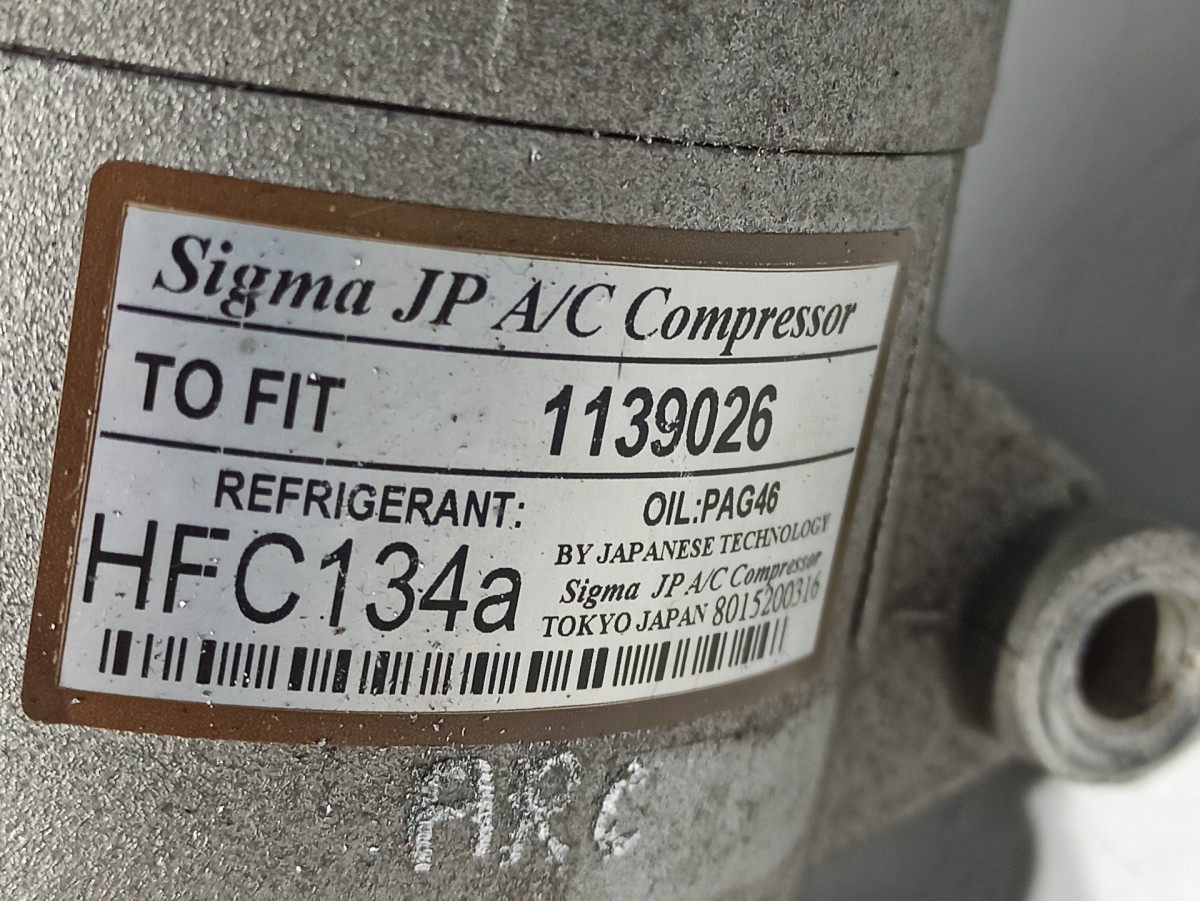 Sigma JP A/C Compressor
TO FIT 1139026
REFRIGERANT: OIL:PAG46
HFC134a
BY JAPANESE TECHNOLOGY
Sigma JP A/C Compressor
TOKYO JAPAN 8015200316
ARC